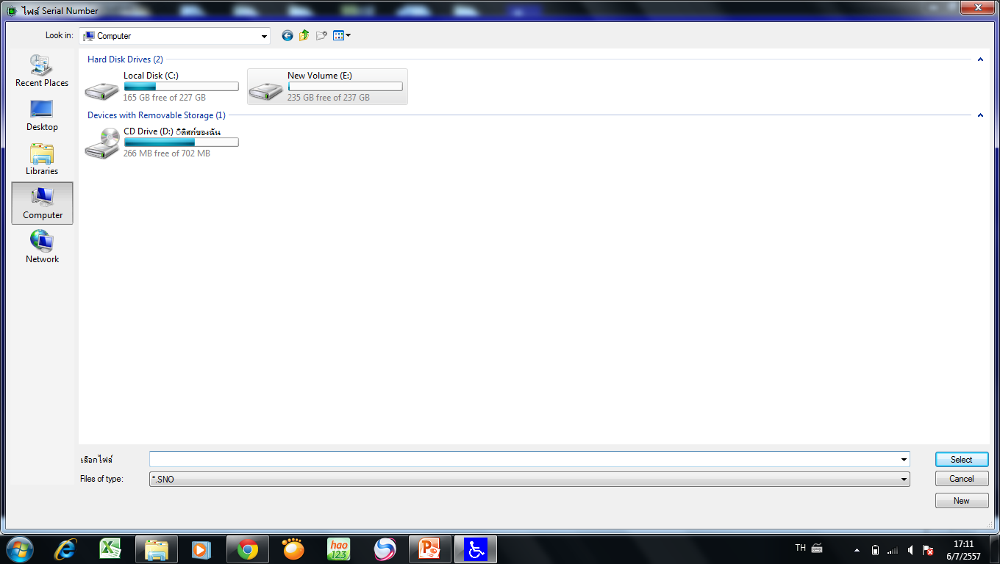 ไฟล์ Serial Number
Look in: Computer
Recent Places
Desktop
Libraries
Computer
Network
Hard Disk Drives (2)
Local Disk (C:)
165 GB free of 227 GB
New Volume (E:)
235 GB free of 237 GB
Devices with Removable Storage (1)
CD Drive (D:) ิดิสก์ของฉัน
266 MB free of 702 MB
เลือกไฟล์
Select
Files of type: *.SNO
Cancel
New
hao
123
TH
17:11
6/7/2557